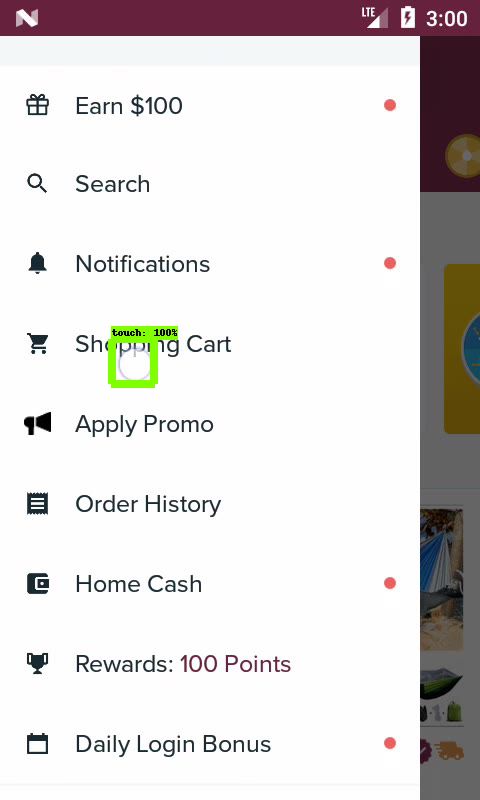 LTE 3:00
Earn $100
Search
Notifications
touch: 100%
Shopping Cart
Apply Promo
Order History
Home Cash
Rewards: 100 Points
Daily Login Bonus